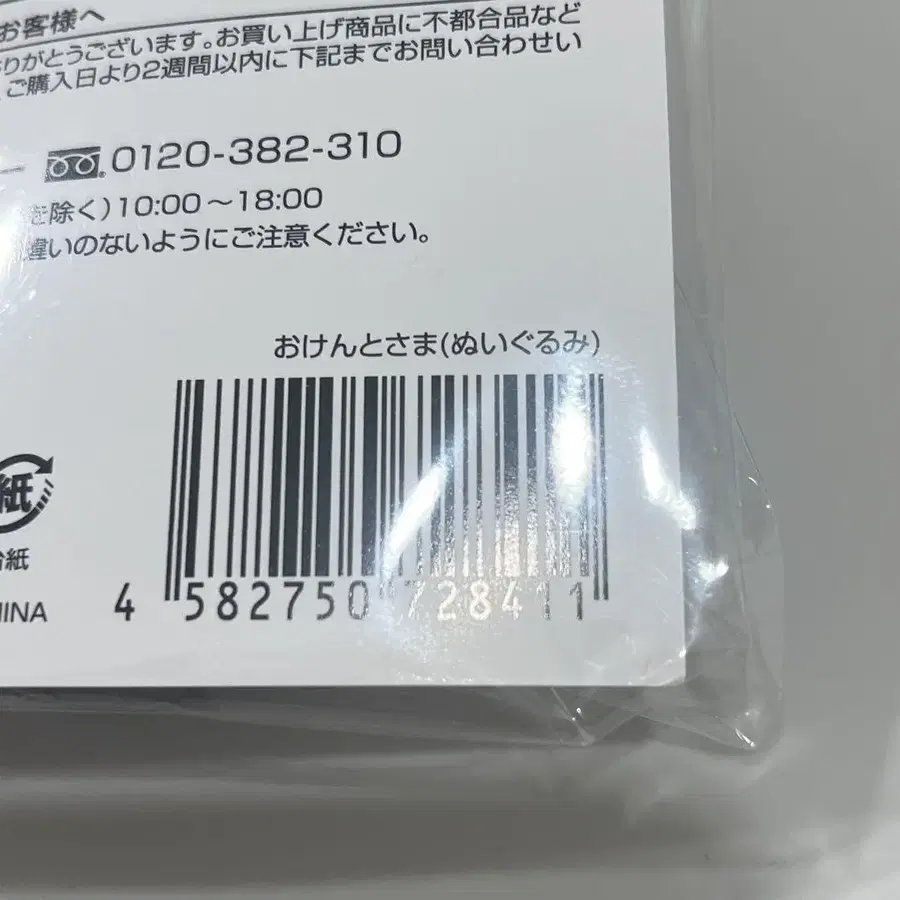 お客様へ
りがとうございます。お買い上げ商品に不都合品など
ご購入日より2週間以内に下記までお問い合わせい
0120-382-310
を除く)10:00～18:00
違いのないようにご注意ください。
おけんとさま(ぬいぐるみ)
紙
台紙
HINA
4 582750 728411